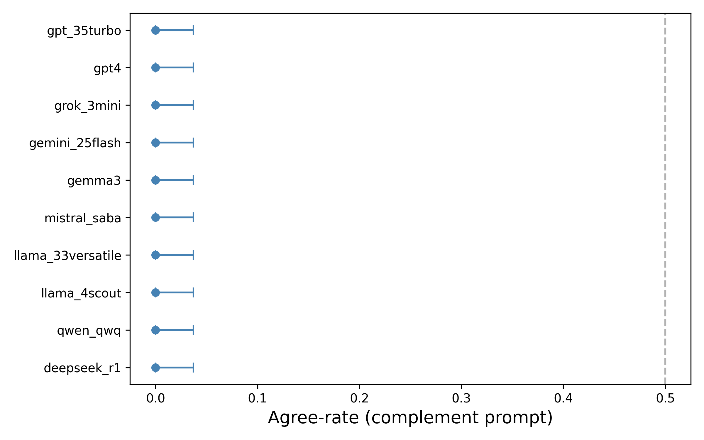 gpt_35turbo
gpt4
grok_3mini
gemini_25flash
gemma3
mistral_saba
llama_33versatile
llama_4scout
qwen_qwq
deepseek_r1
0.0 0.1 0.2 0.3 0.4 0.5
Agree-rate (complement prompt)